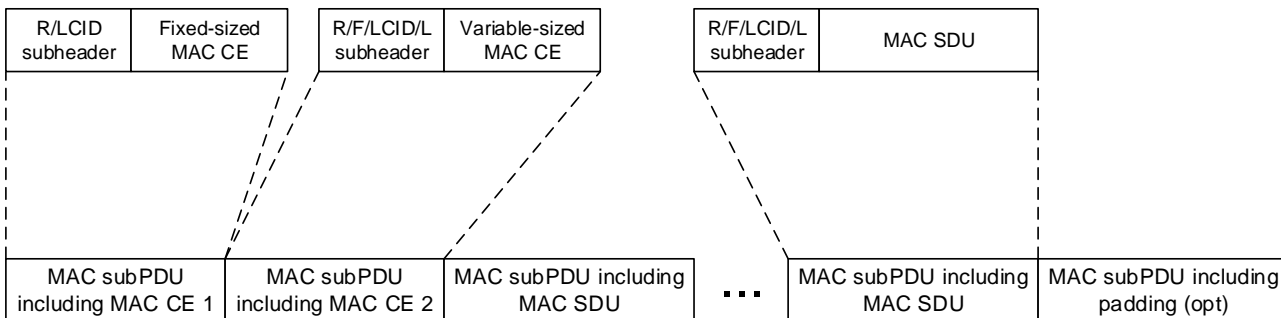 R/LCID
subheader
Fixed-sized
MAC CE
R/F/LCID/L
subheader
Variable-sized
MAC CE
R/F/LCID/L
subheader
MAC SDU
MAC subPDU
including MAC CE 1
MAC subPDU
including MAC CE 2
MAC subPDU including
MAC SDU
...
MAC subPDU including
MAC SDU
MAC subPDU including
padding (opt)